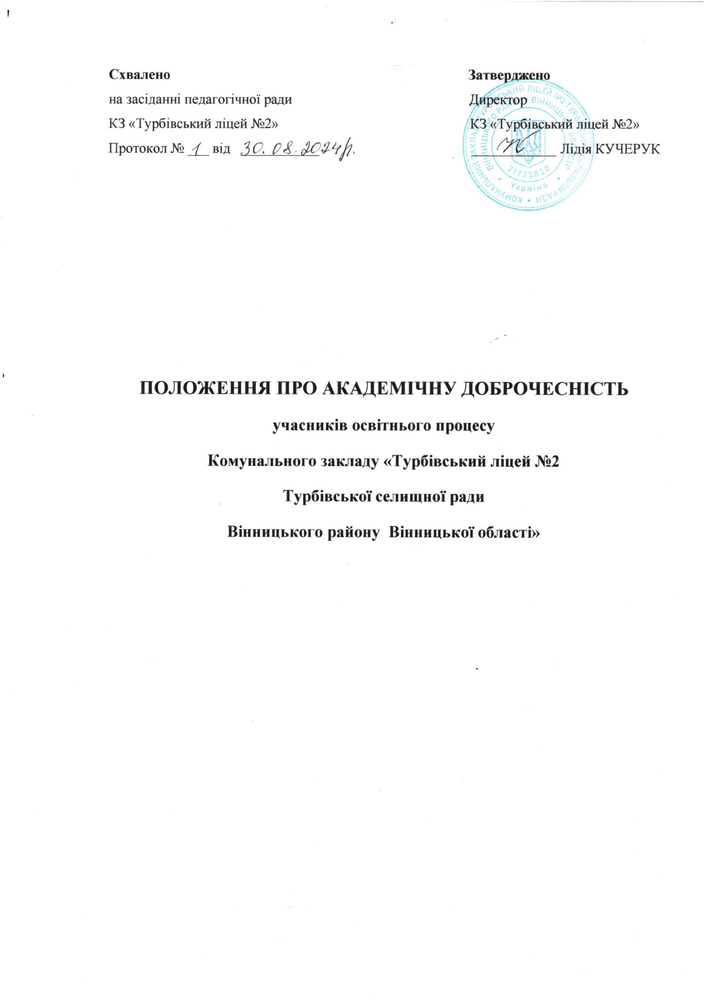 Схвалено
на засіданні педагогічної ради
КЗ «Турбівський ліцей №2»
Протокол № 1 від 30.08.2024р.
Затверджено
Директор
КЗ «Турбівський ліцей №2»
Лідія КУЧЕРУК
КОМУНАЛЬНИЙ ЗАКЛАД "ТУРБІВСЬКИЙ ЛІЦЕЙ №2 ТУРБІВСЬКОЇ СЕЛИЩНОЇ РАДИ
ВІННИЦЬКОГО РАЙОНУ ВІННИЦЬКОЇ ОБЛАСТІ"
21723820
Україна
ПОЛОЖЕННЯ ПРО АКАДЕМІЧНУ ДОБРОЧЕСНІСТЬ
учасників освітнього процесу
Комунального закладу «Турбівський ліцей №2
Турбівської селищної ради
Вінницького району Вінницької області»